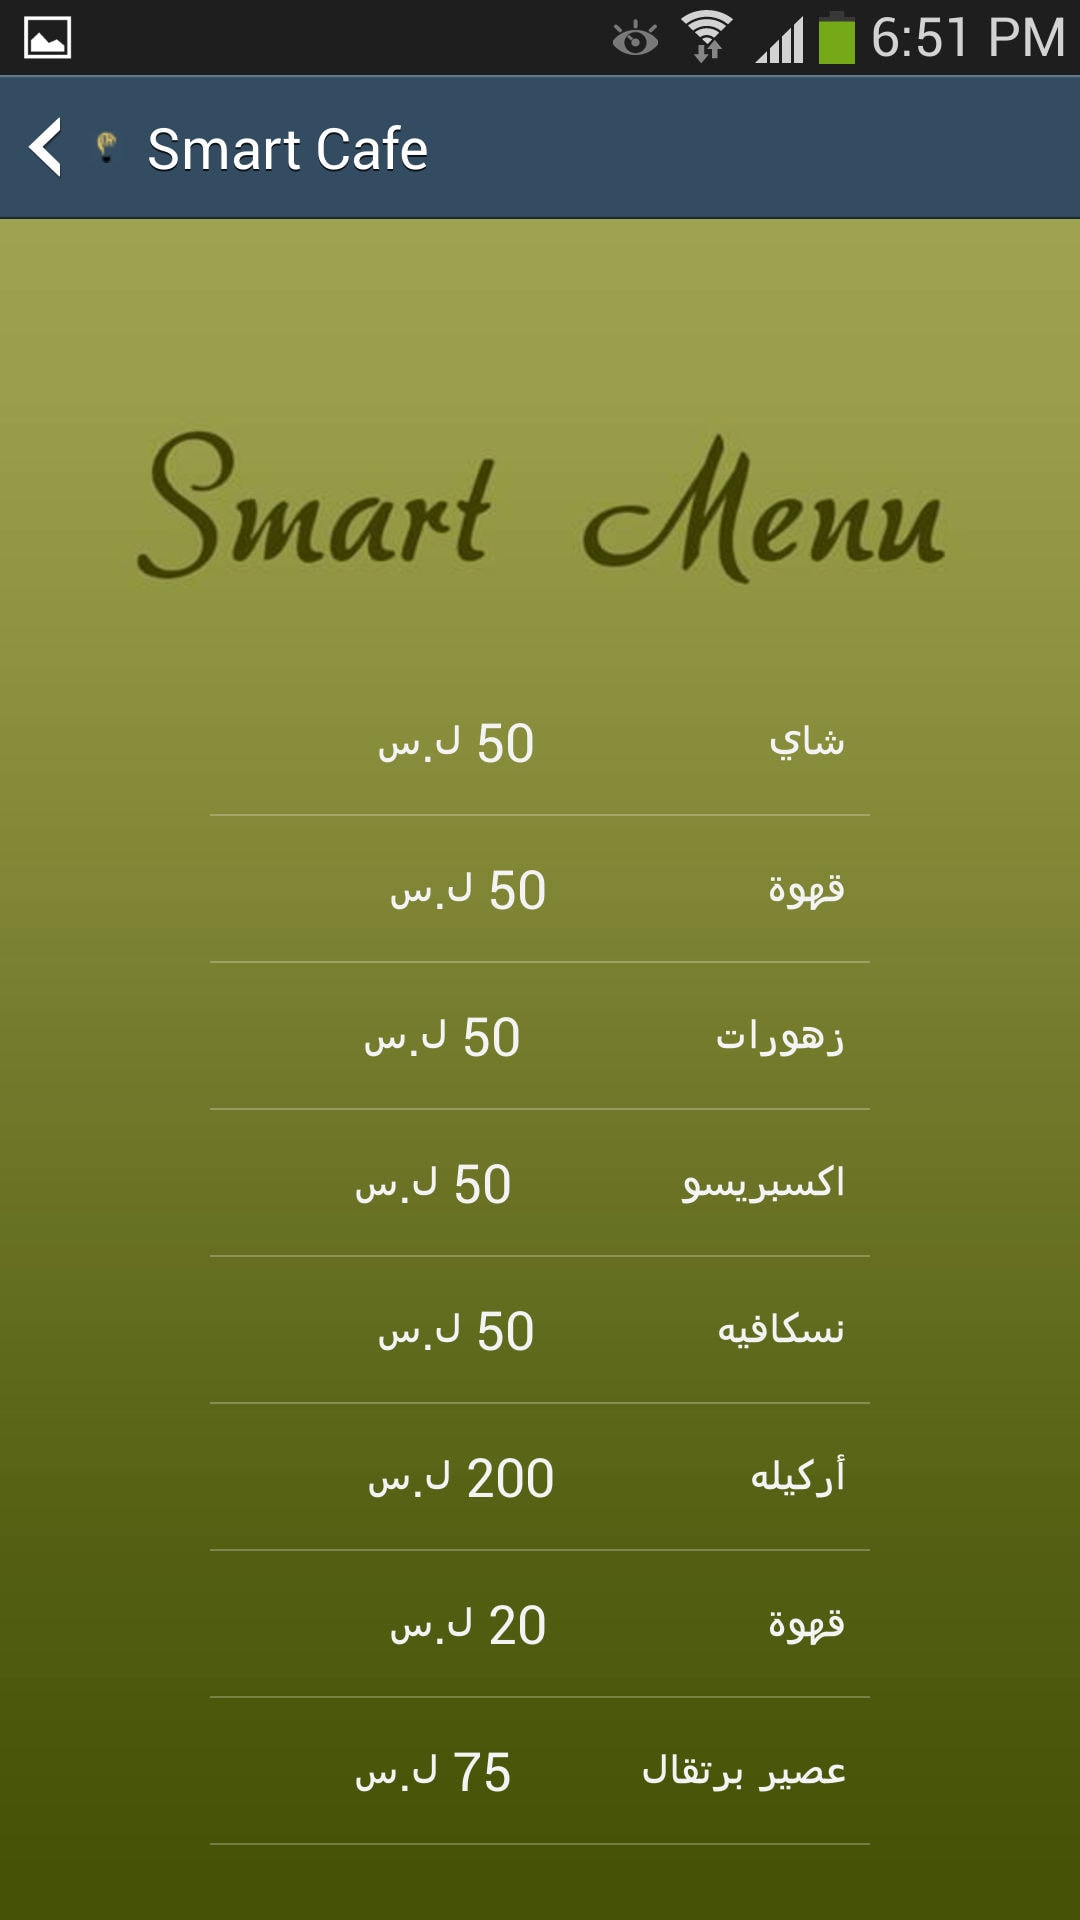 6:51 PM
Smart Cafe
Smart Menu
شاي 50 ل.س
قهوة 50 ل.س
زهورات 50 ل.س
اكسبريسو 50 ل.س
نسكافيه 50 ل.س
أركيله 200 ل.س
قهوة 20 ل.س
عصير برتقال 75 ل.س